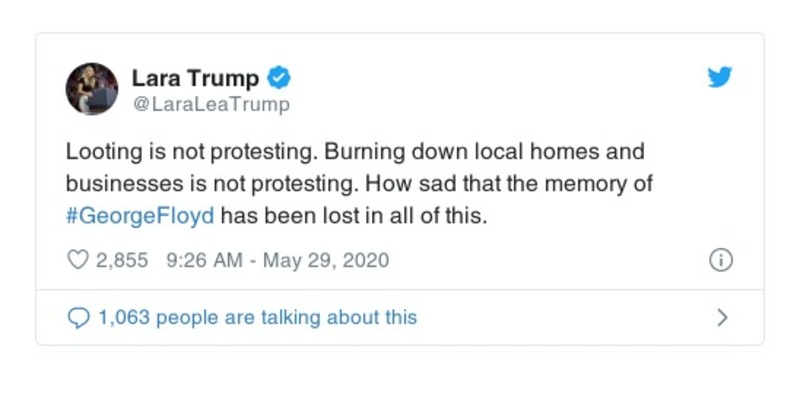 Lara Trump
@LaraLeaTrump
Looting is not protesting. Burning down local homes and
businesses is not protesting. How sad that the memory of
#GeorgeFloyd has been lost in all of this.
2,855 9:26 AM - May 29, 2020
1,063 people are talking about this